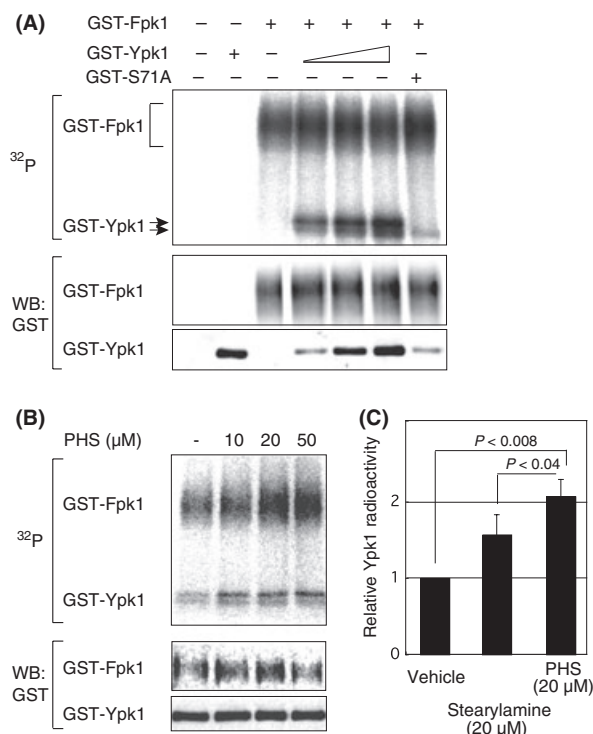 (A)
GST-Fpk1 – – + + + + +
GST-Ypk1 – + – + + + –
GST-S71A – – – – – – +
32P
GST-Fpk1
GST-Ypk1
WB:
GST
GST-Fpk1
GST-Ypk1
(B)
PHS (µM) - 10 20 50
32P
GST-Fpk1
GST-Ypk1
WB:
GST
GST-Fpk1
GST-Ypk1
(C)
P < 0.008
P < 0.04
Relative Ypk1 radioactivity
2
1
0
Vehicle
PHS
(20 µM)
Stearylamine
(20 µM)